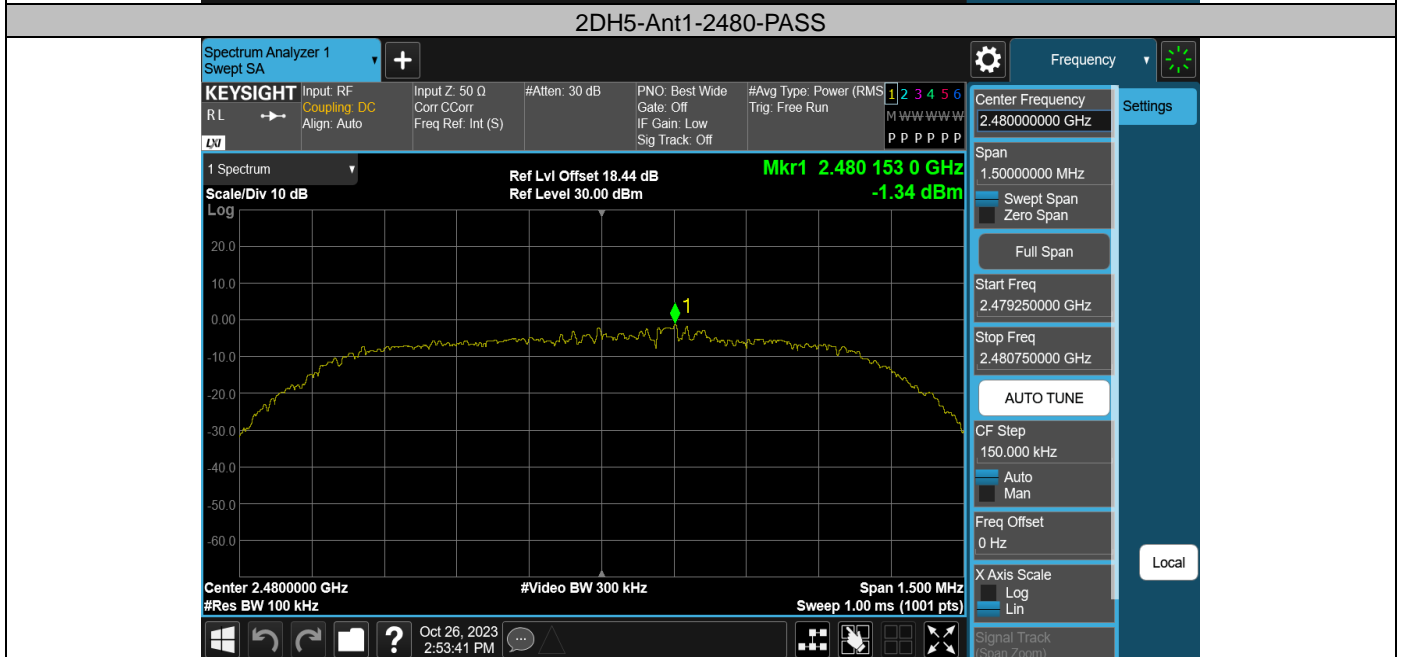 2DH5-Ant1-2480-PASS
Spectrum Analyzer 1
Swept SA
+
Frequency
KEYSIGHT
R L
LXI
Input: RF
Coupling: DC
Align: Auto
Input Z: 50 Ω
Corr CCorr
Freq Ref: Int (S)
#Atten: 30 dB
PNO: Best Wide
Gate: Off
IF Gain: Low
Sig Track: Off
#Avg Type: Power (RMS
Trig: Free Run
1 2 3 4 5 6
M W W W W W
P P P P P P
1 Spectrum
Scale/Div 10 dB
Log
Ref Lvl Offset 18.44 dB
Ref Level 30.00 dBm
Mkr1 2.480 153 0 GHz
-1.34 dBm
1
20.0
10.0
0.00
-10.0
-20.0
-30.0
-40.0
-50.0
-60.0
Center 2.4800000 GHz
#Res BW 100 kHz
#Video BW 300 kHz
Span 1.500 MHz
Sweep 1.00 ms (1001 pts)
Oct 26, 2023
2:53:41 PM
Center Frequency
2.480000000 GHz
Span
1.50000000 MHz
Swept Span
Zero Span
Full Span
Start Freq
2.479250000 GHz
Stop Freq
2.480750000 GHz
AUTO TUNE
CF Step
150.000 kHz
Auto
Man
Freq Offset
0 Hz
X Axis Scale
Log
Lin
Signal Track
(Span Zoom)
Settings
Local